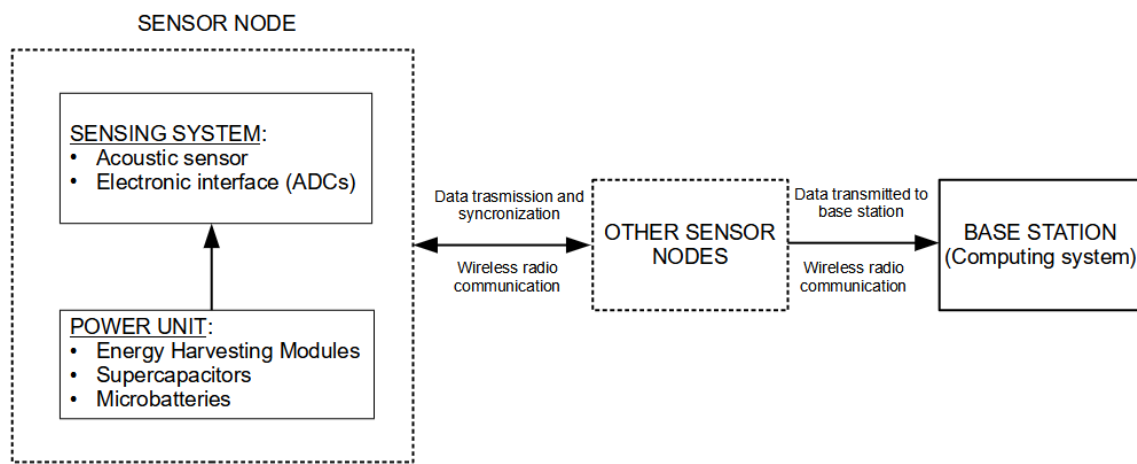 SENSOR NODE
SENSING SYSTEM:
• Acoustic sensor
• Electronic interface (ADCs)
POWER UNIT:
• Energy Harvesting Modules
• Supercapacitors
• Microbatteries
Data trasmission and
syncronization
Wireless radio
communication
OTHER SENSOR
NODES
Data transmitted to
base station
Wireless radio
communication
BASE STATION
(Computing system)